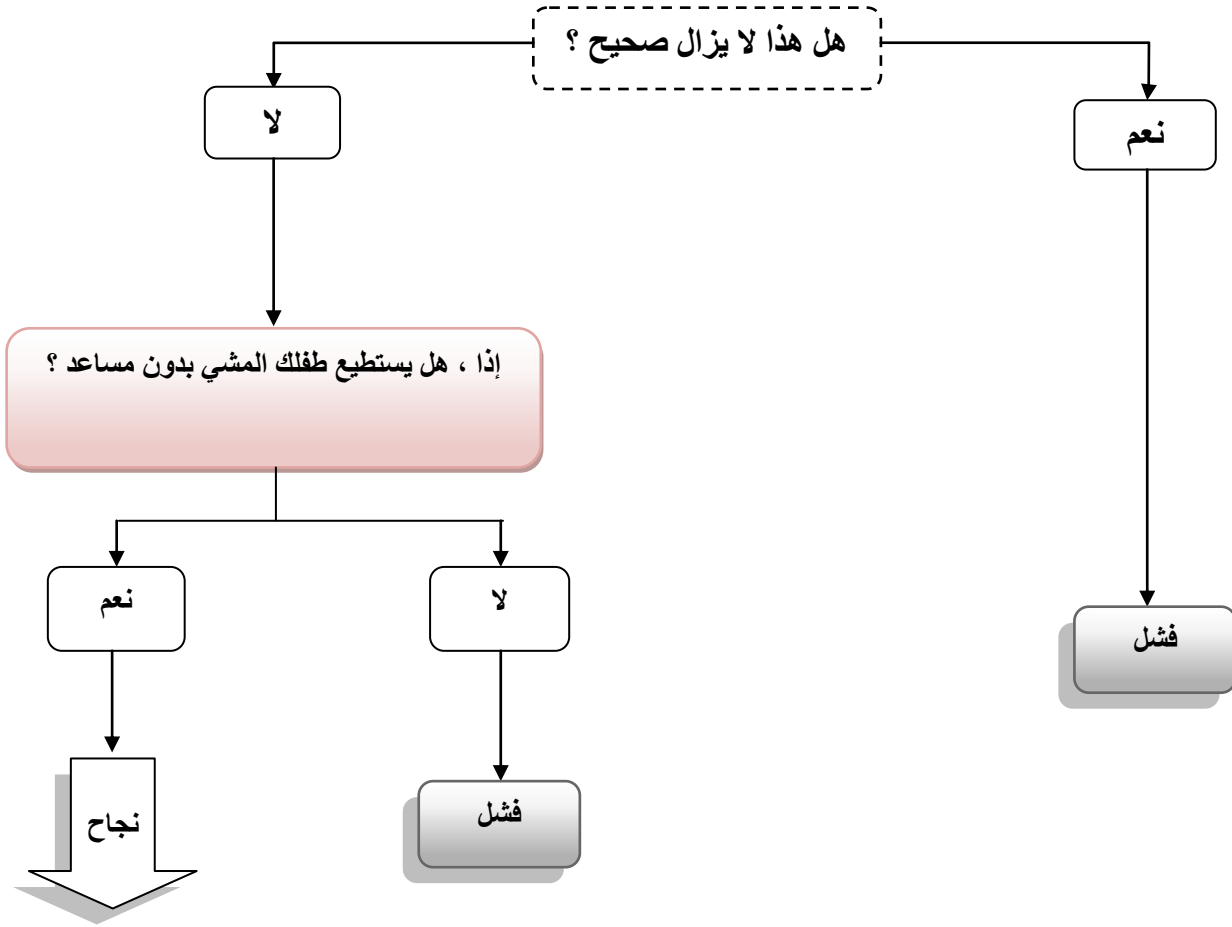 هل هذا لا يزال صحيح ؟
نعم
لا
إذا ، هل يستطيع طفلك المشي بدون مساعد ؟
نعم
لا
فشل
فشل
نجاح